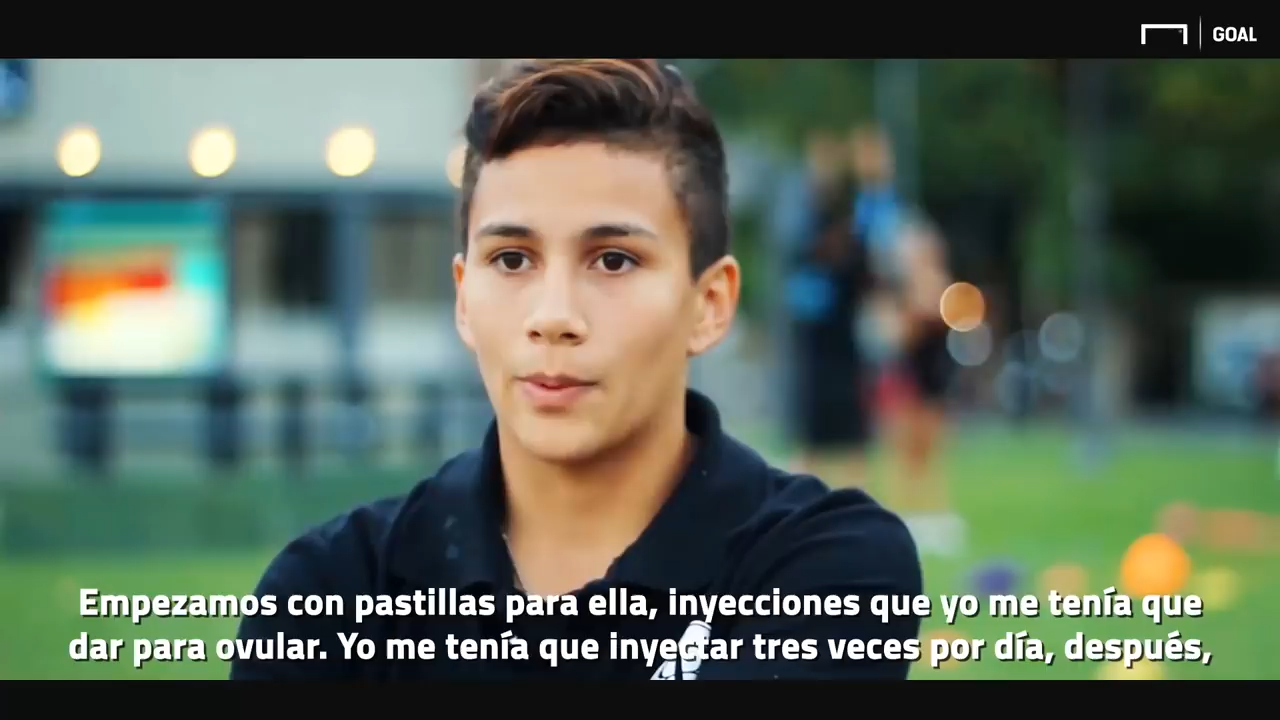 GOAL
Empezamos con pastillas para ella, inyecciones que yo me tenía que
dar para ovular. Yo me tenía que inyectar tres veces por día, después,